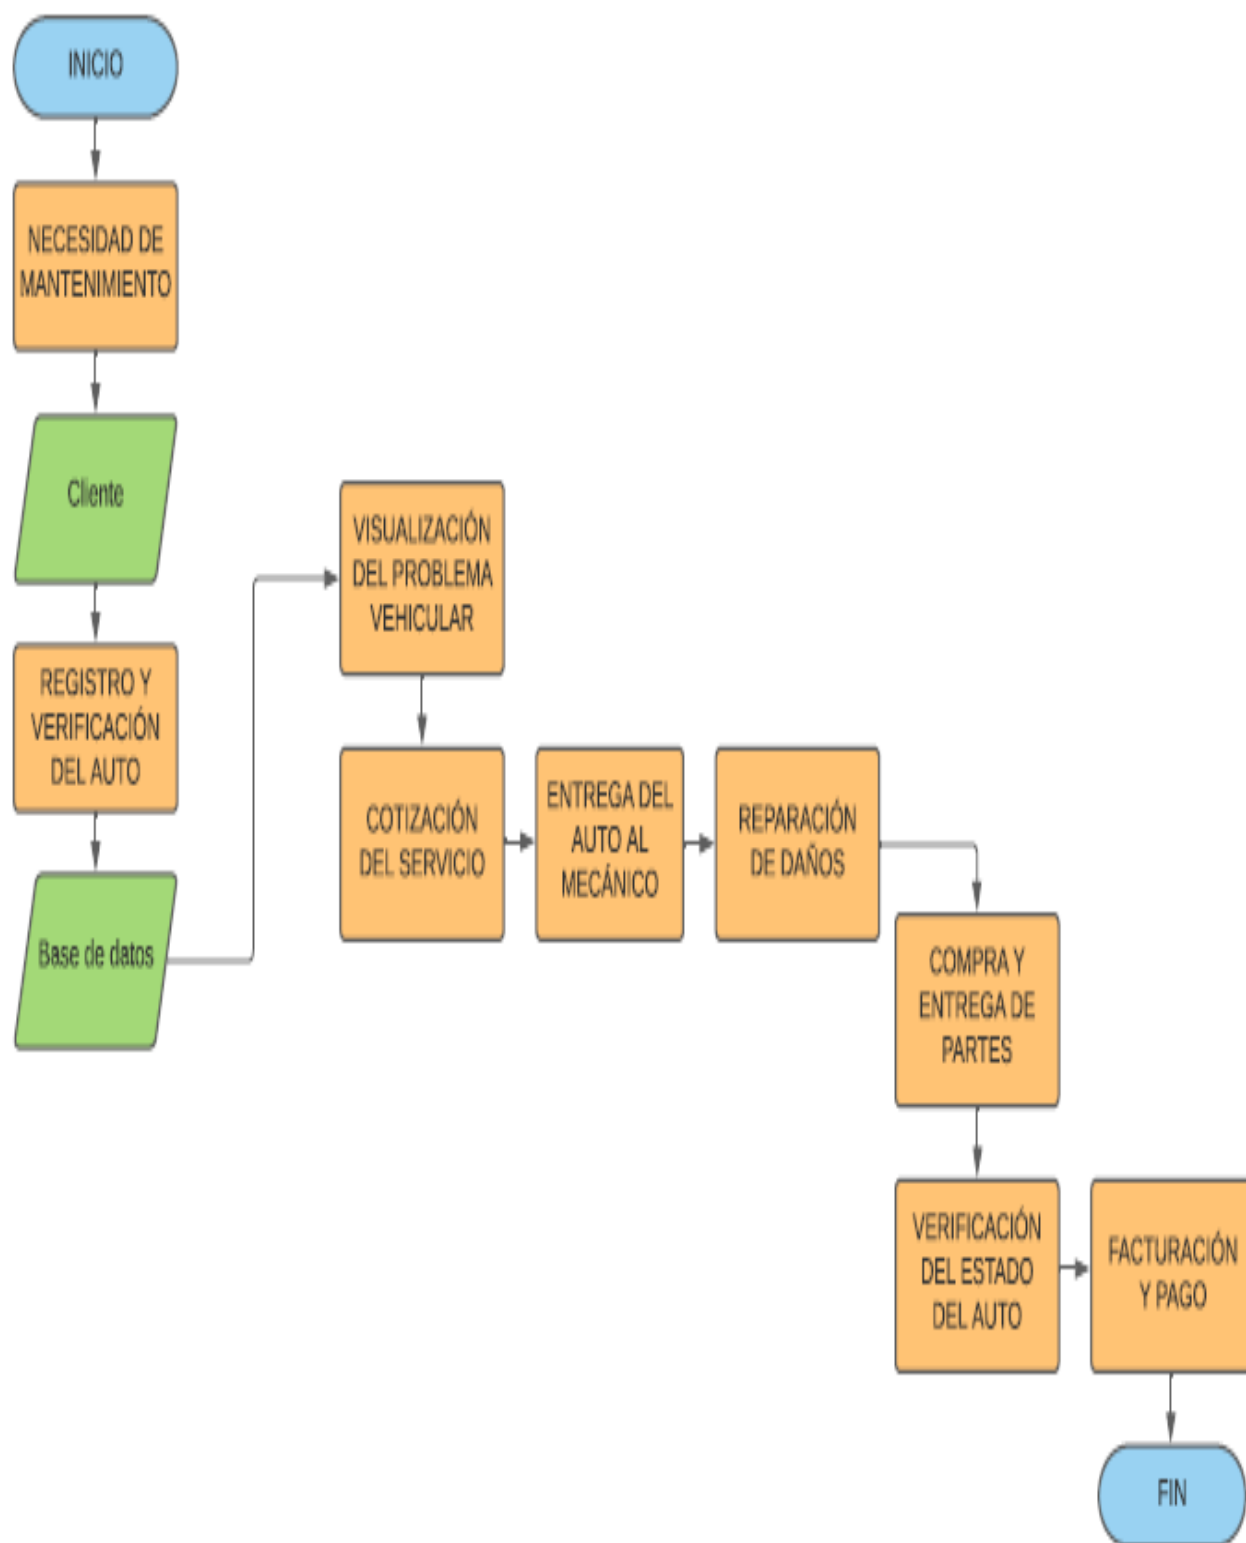 INICIO
NECESIDAD DE
MANTENIMIENTO
Cliente
REGISTRO Y
VERIFICACIÓN
DEL AUTO
Base de datos
VISUALIZACIÓN
DEL PROBLEMA
VEHICULAR
COTIZACIÓN
DEL SERVICIO
ENTREGA DEL
AUTO AL
MECÁNICO
REPARACIÓN
DE DAÑOS
COMPRA Y
ENTREGA DE
PARTES
VERIFICACIÓN
DEL ESTADO
DEL AUTO
FACTURACIÓN
Y PAGO
FIN